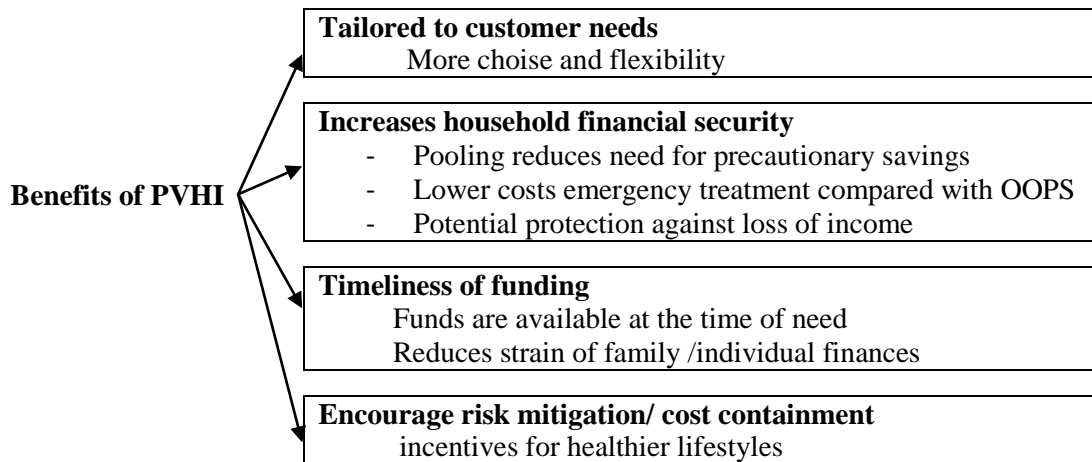 Tailored to customer needs
More choise and flexibility
Increases household financial security
- Pooling reduces need for precautionary savings
- Lower costs emergency treatment compared with OOPS
- Potential protection against loss of income
Benefits of PVHI
Timeliness of funding
Funds are available at the time of need
Reduces strain of family /individual finances
Encourage risk mitigation/ cost containment
incentives for healthier lifestyles